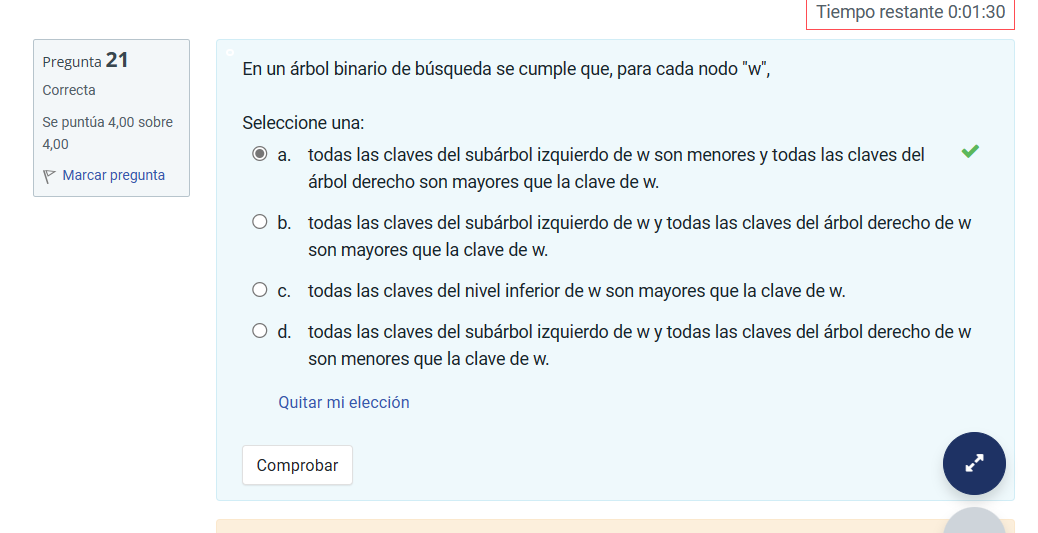 Tiempo restante 0:01:30
Pregunta 21
Correcta
Se puntúa 4,00 sobre
4,00
Marcar pregunta
En un árbol binario de búsqueda se cumple que, para cada nodo "w",
Seleccione una:
a. todas las claves del subárbol izquierdo de w son menores y todas las claves del
árbol derecho son mayores que la clave de w.
b. todas las claves del subárbol izquierdo de w y todas las claves del árbol derecho de w
son mayores que la clave de w.
c. todas las claves del nivel inferior de w son mayores que la clave de w.
d. todas las claves del subárbol izquierdo de w y todas las claves del árbol derecho de w
son menores que la clave de w.
Quitar mi elección
Comprobar